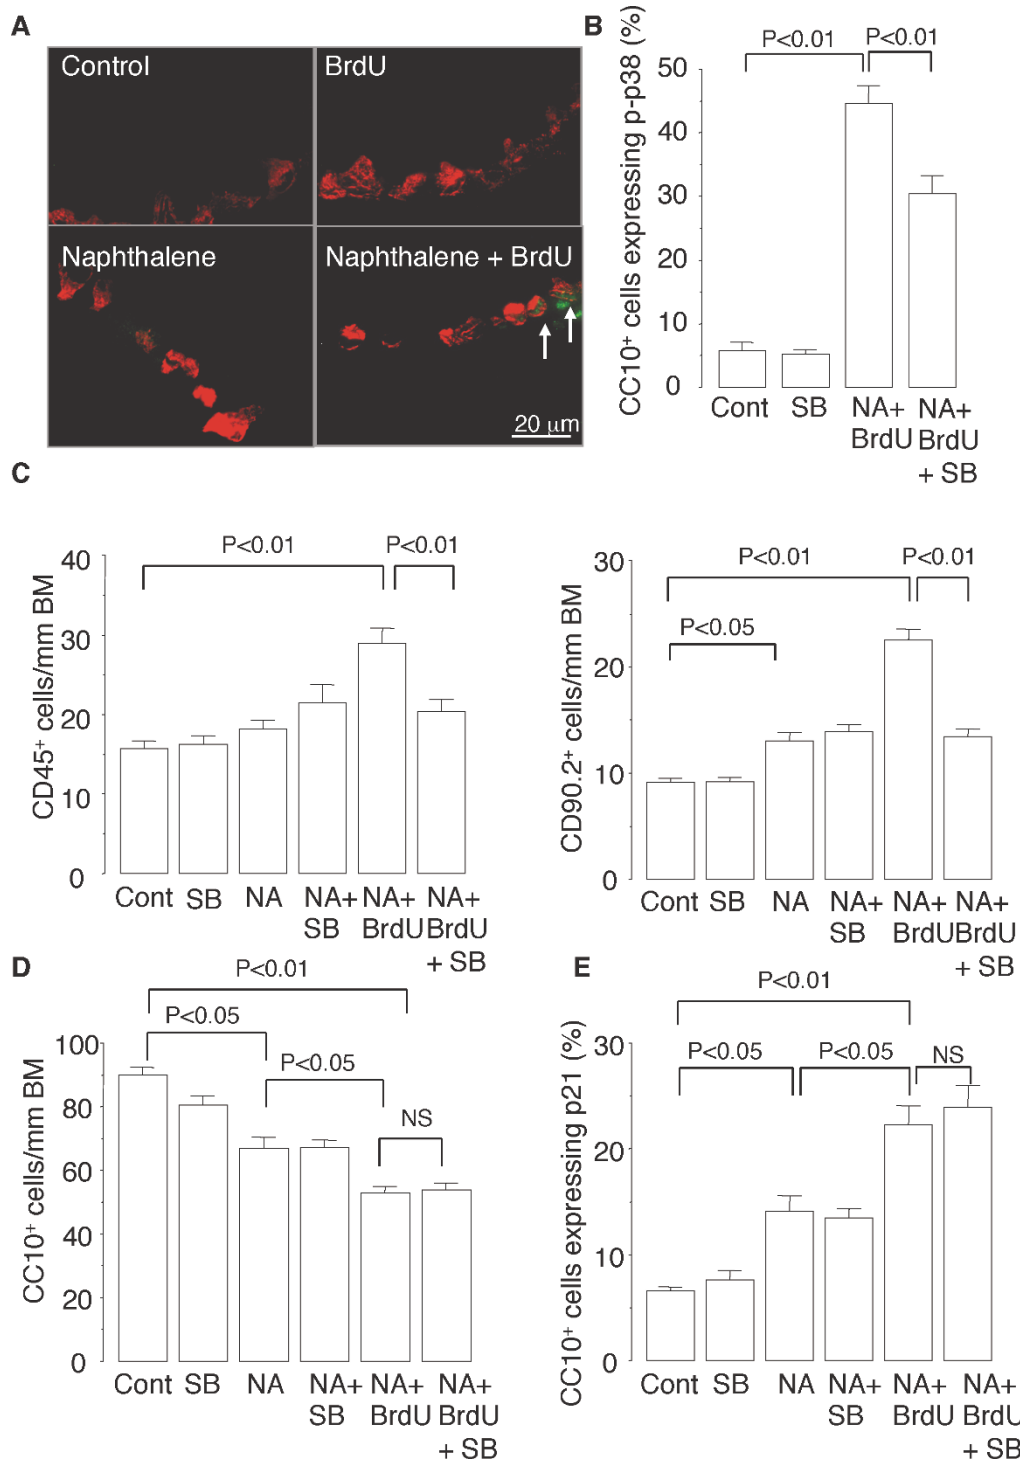 A
Control
BrdU
Naphthalene
Naphthalene + BrdU
20 µm
B
CC10⁺ cells expressing p-p38 (%)
P<0.01
P<0.01
50
40
30
20
10
0
Cont
SB
NA+
BrdU
NA+
BrdU
+ SB
C
CD45⁺ cells/mm BM
P<0.01
P<0.01
40
30
20
10
0
Cont
SB
NA
NA+
SB
NA+
BrdU
NA+
BrdU
+ SB
CD90.2⁺ cells/mm BM
P<0.01
P<0.01
P<0.05
30
20
10
0
Cont
SB
NA
NA+
SB
NA+
BrdU
NA+
BrdU
+ SB
D
CC10⁺ cells/mm BM
P<0.01
P<0.05
P<0.05
NS
100
80
60
40
20
0
Cont
SB
NA
NA+
SB
NA+
BrdU
NA+
BrdU
+ SB
E
CC10⁺ cells expressing p21 (%)
P<0.01
P<0.05
P<0.05
NS
30
20
10
0
Cont
SB
NA
NA+
SB
NA+
BrdU
NA+
BrdU
+ SB